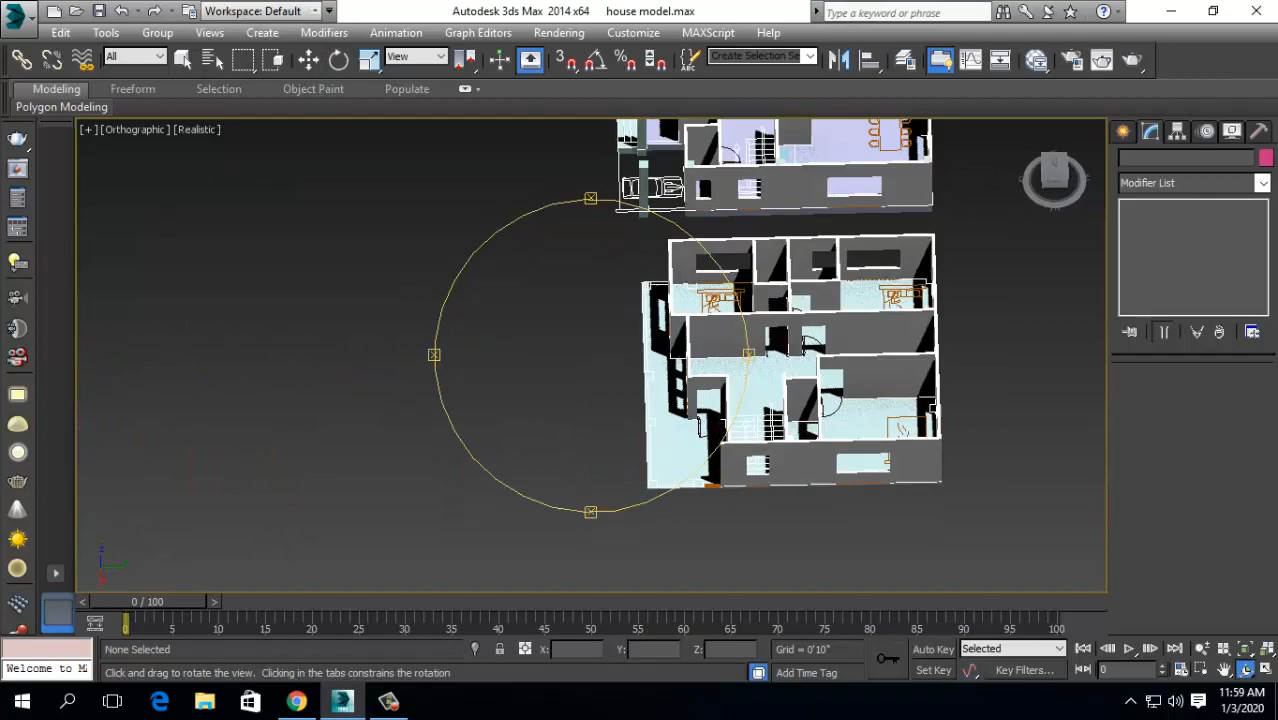 Workspace: Default
Autodesk 3ds Max 2014 x64 house model.max
Type a keyword or phrase
Edit Tools Group Views Create Modifiers Animation Graph Editors Rendering Customize MAXScript Help
All
View
3
Create Selection Se
Modeling Freeform Selection Object Paint Populate
Polygon Modeling
[+] [Orthographic] [Realistic]
Modifier List
z
0 / 100
0 5 10 15 20 25 30 35 40 45 50 55 60 65 70 75 80 85 90 95 100
None Selected X: Y: Z: Grid = 0'10" Auto Key Selected
Welcome to M Click and drag to rotate the view. Clicking in the tabs constrains the rotation Add Time Tag Set Key Key Filters... 0
11:59 AM
1/3/2020